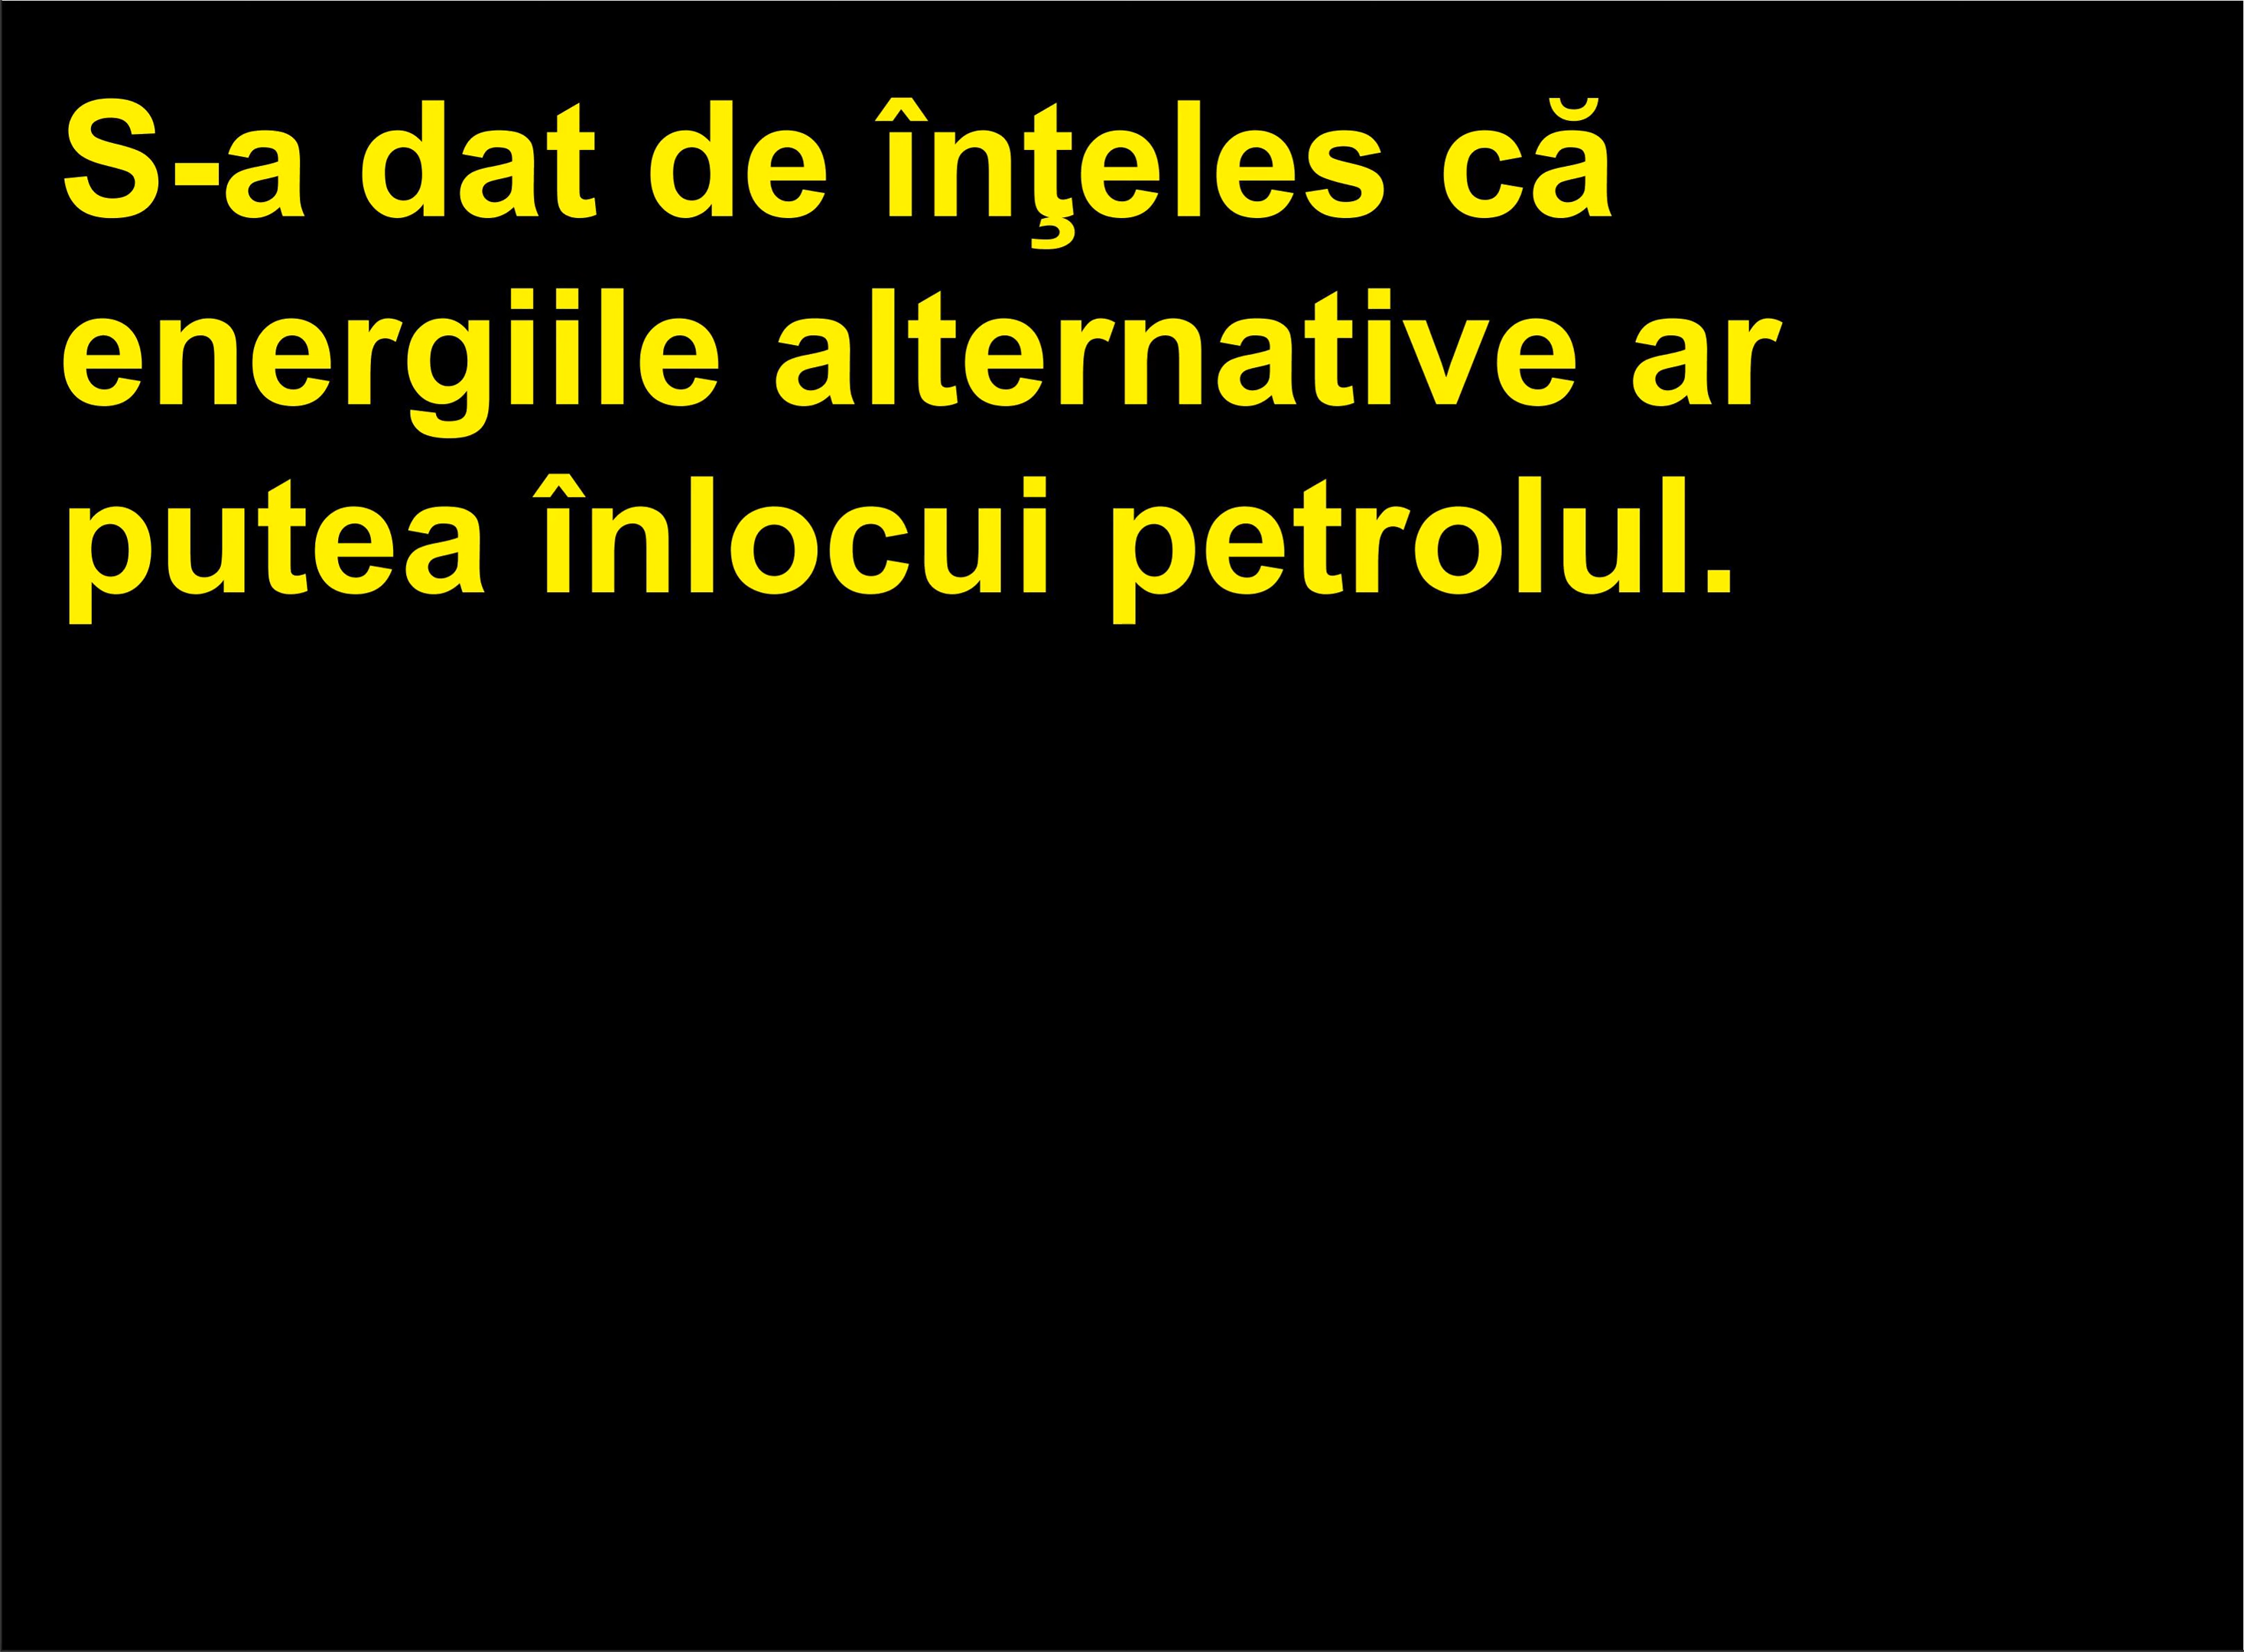 S-a dat de înţeles că
energiile alternative ar
putea înlocui petrolul.